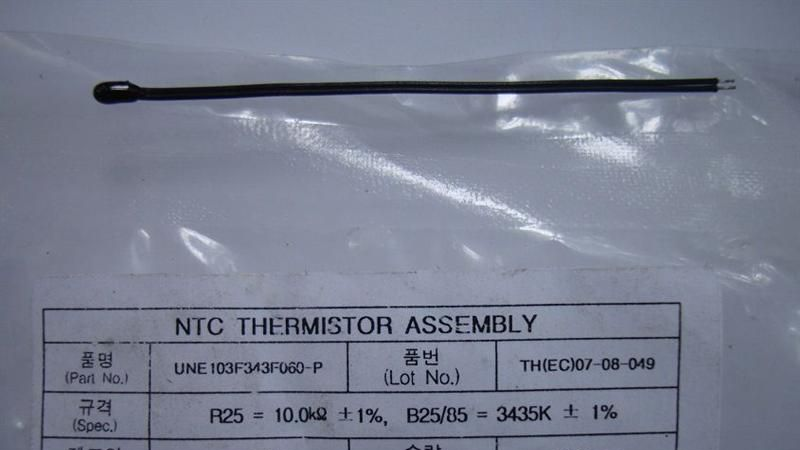 NTC THERMISTOR ASSEMBLY
품명
(Part No.)
UNE103F343F060-P
품번
(Lot No.)
TH(EC)07-08-049
규격
(Spec.)
R25 = 10.0㏀ ±1%, B25/85 = 3435K ± 1%